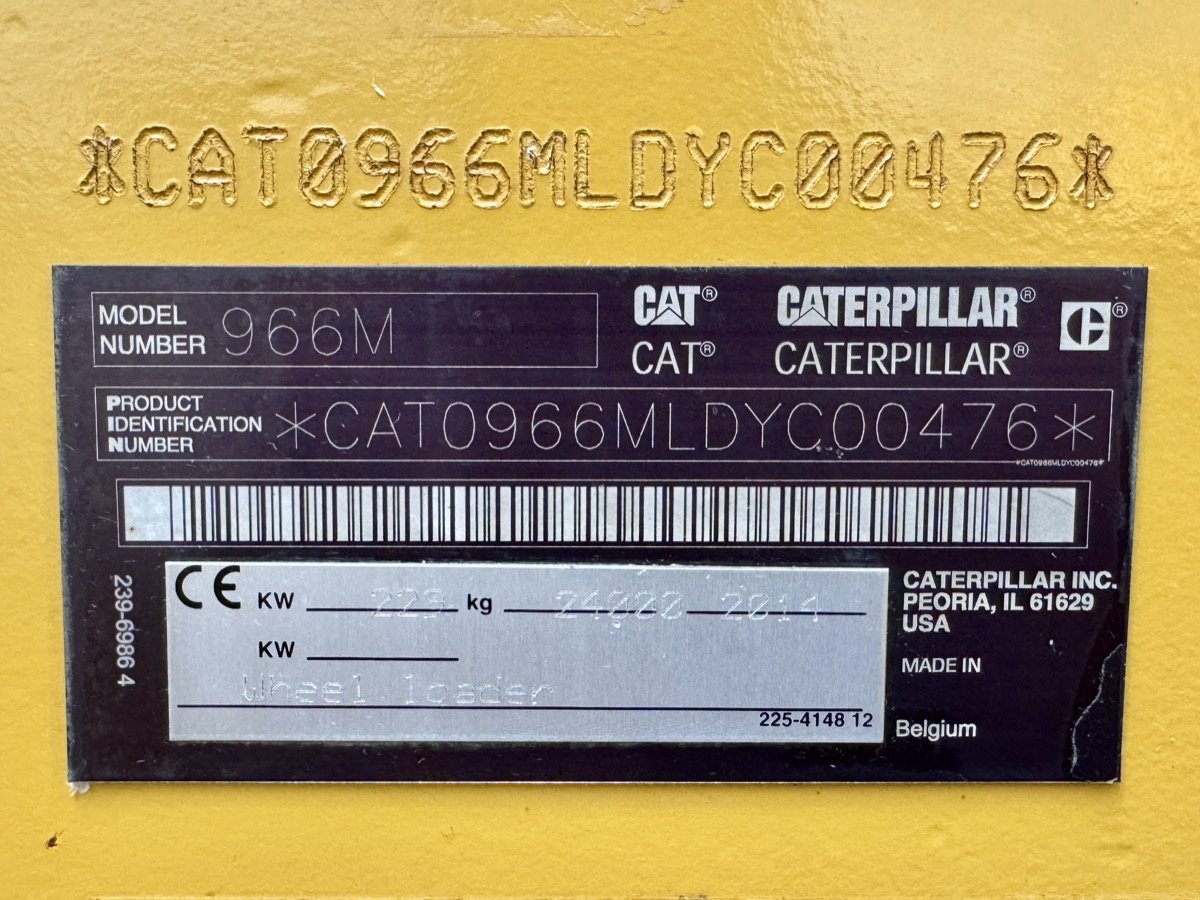 *CAT0966MLDYC00476*
MODEL NUMBER 966M
CAT® CATERPILLAR® ®
CAT® CATERPILLAR®
PRODUCT IDENTIFICATION NUMBER *CAT0966MLDYC00476*
*CAT0966MLDYC00476*
239-6986 4
CE KW 223 kg 24000 2014
KW
Wheel loader
225-4148 12
CATERPILLAR INC.
PEORIA, IL 61629
USA
MADE IN
Belgium